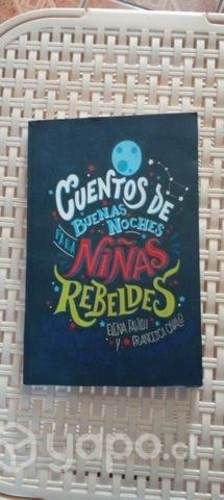 CUENTOS DE
BUENAS NOCHES
PARA
NIÑAS
REBELDES
ELENA FAVILLI
y FRANCESCA CAVALLO
yapo.cl